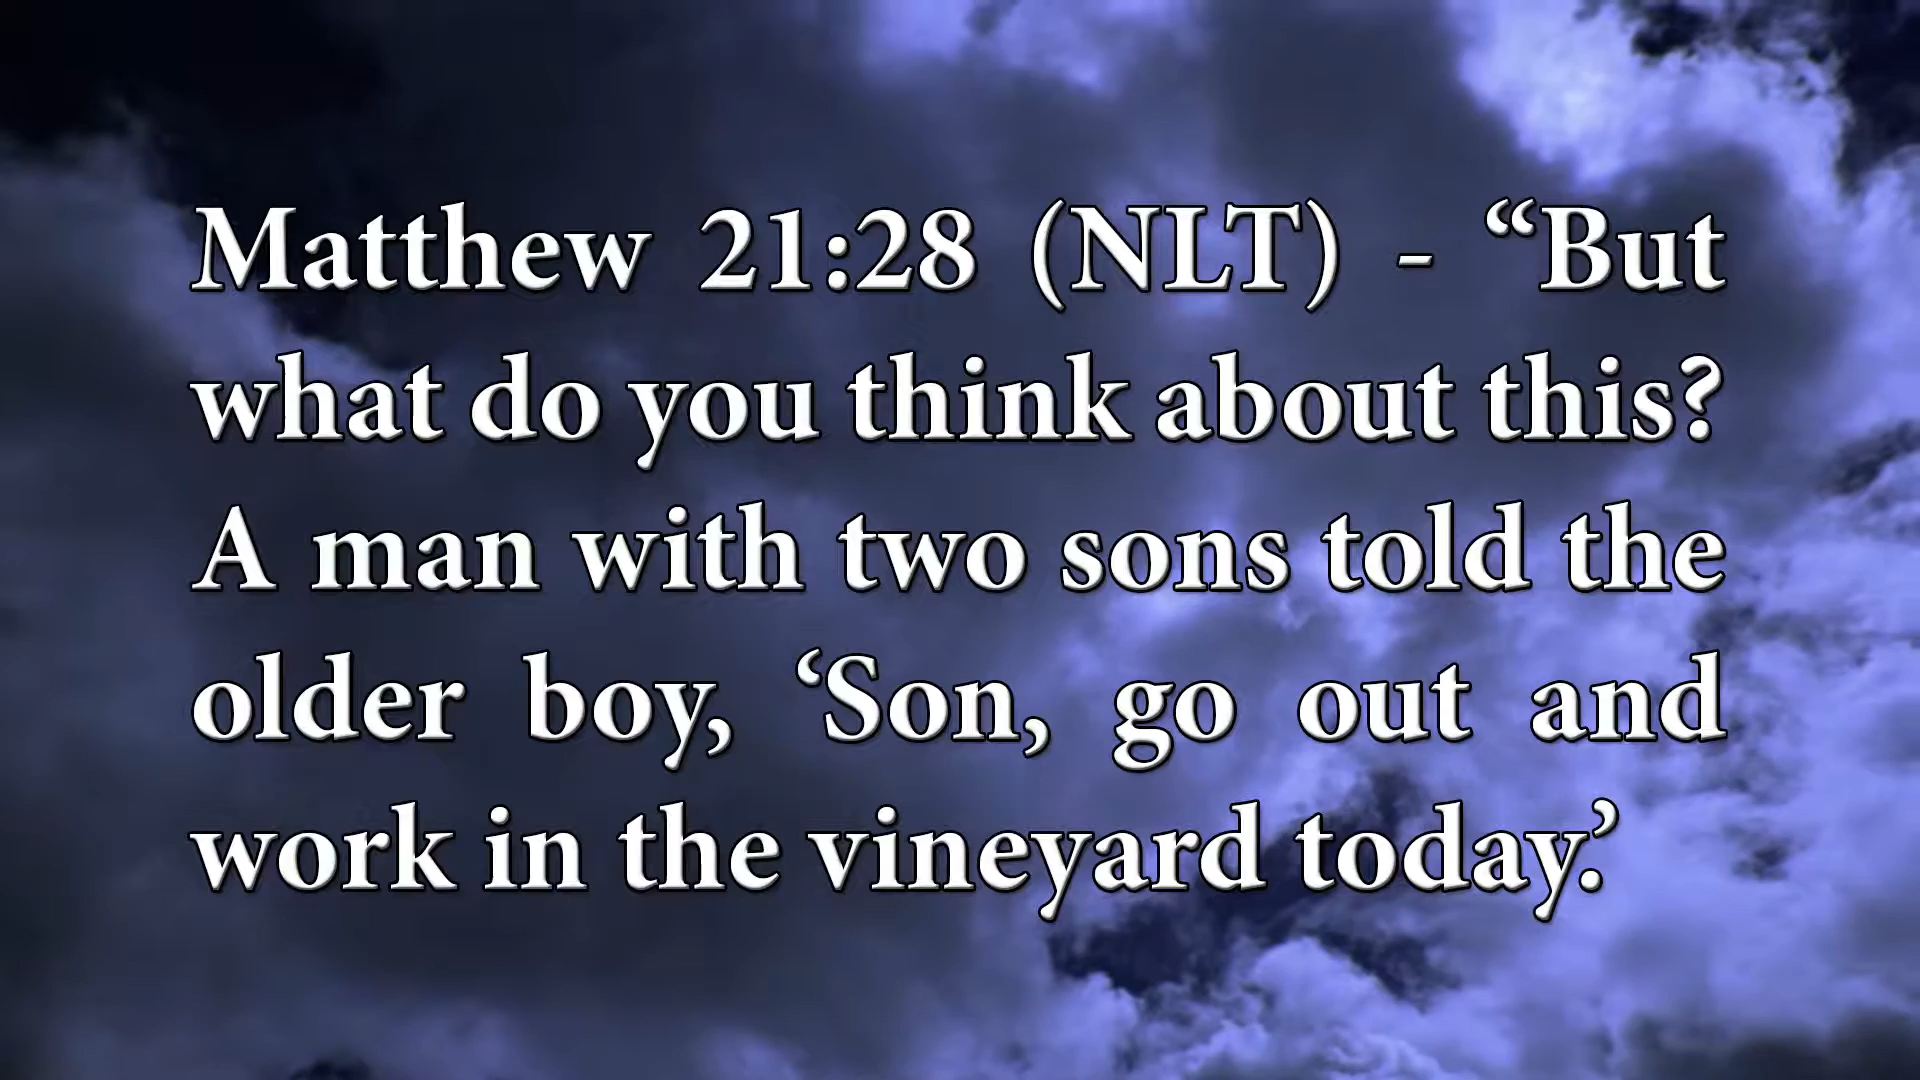 Matthew 21:28 (NLT) - “But
what do you think about this?
A man with two sons told the
older boy, ‘Son, go out and
work in the vineyard today.’